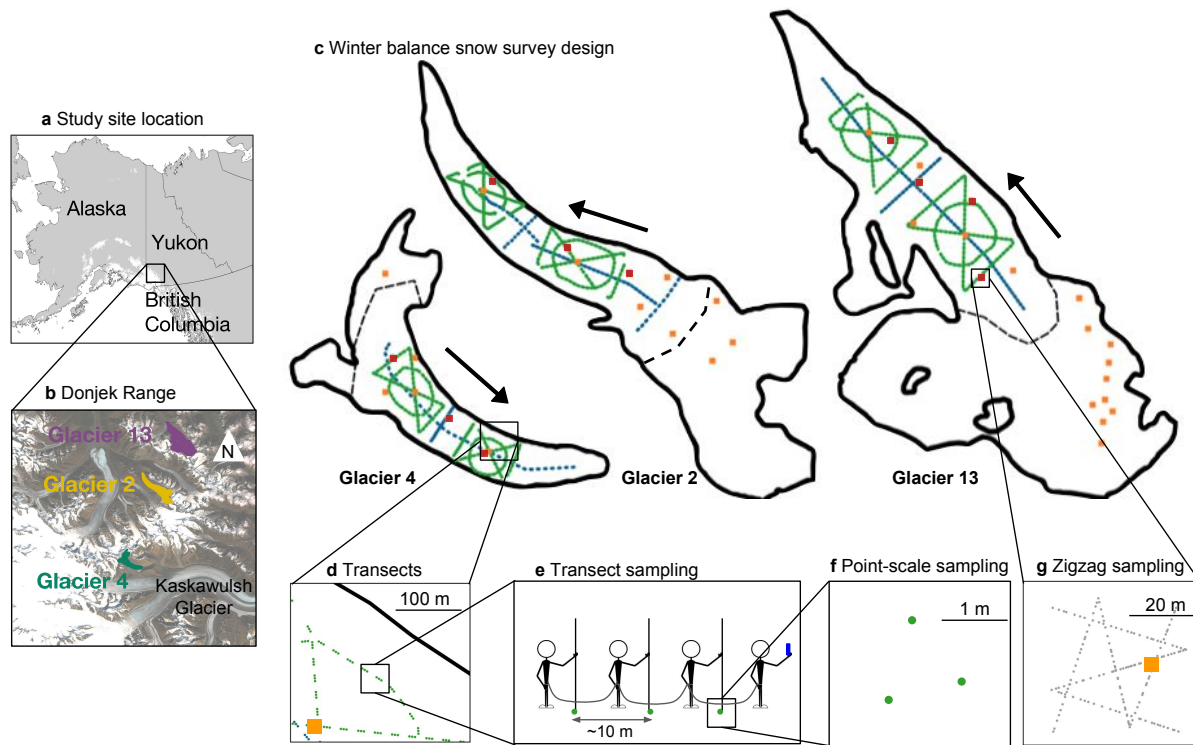 c Winter balance snow survey design
a Study site location
Alaska
Yukon
British
Columbia
b Donjek Range
Glacier 13
N
Glacier 2
Glacier 4
Kaskawulsh
Glacier
Glacier 4
Glacier 2
Glacier 13
d Transects
100 m
e Transect sampling
~10 m
f Point-scale sampling
1 m
g Zigzag sampling
20 m